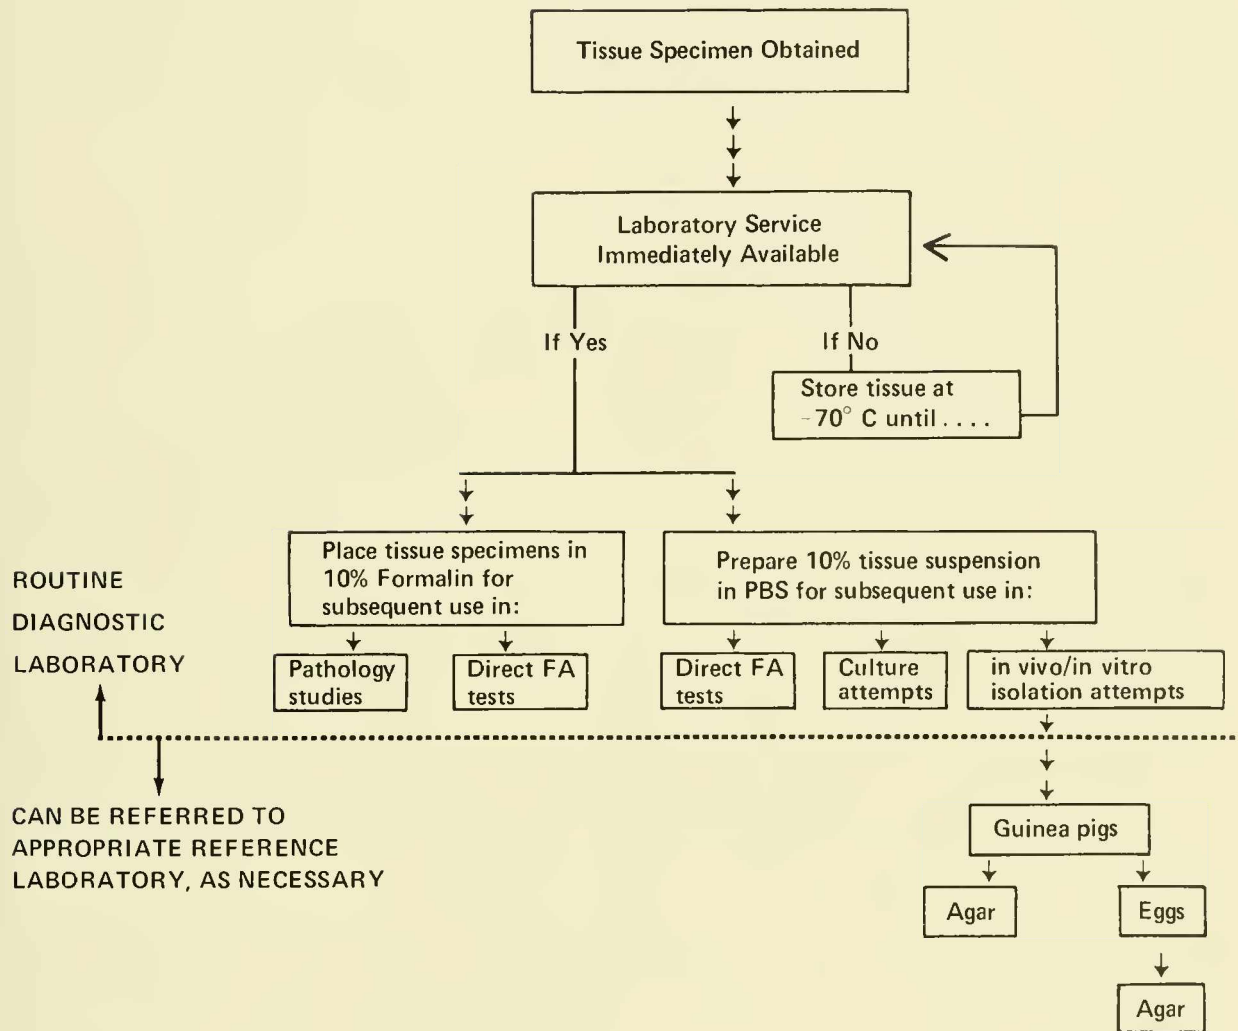 Tissue Specimen Obtained
Laboratory Service
Immediately Available
If Yes
If No
Store tissue at
-70° C until . . . .
Place tissue specimens in
10% Formalin for
subsequent use in:
Prepare 10% tissue suspension
in PBS for subsequent use in:
ROUTINE
DIAGNOSTIC
LABORATORY
Pathology
studies
Direct FA
tests
Direct FA
tests
Culture
attempts
in vivo/in vitro
isolation attempts
CAN BE REFERRED TO
APPROPRIATE REFERENCE
LABORATORY, AS NECESSARY
Guinea pigs
Agar
Eggs
Agar